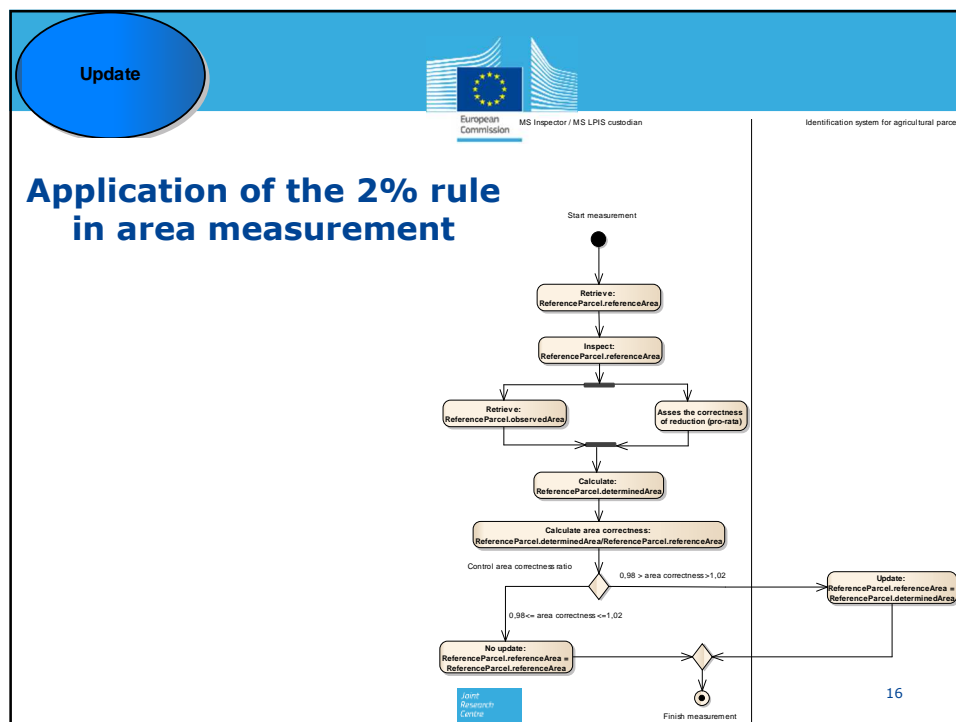 Update
European
Commission
MS Inspector / MS LPIS custodian
Identification system for agricultural parce
Application of the 2% rule
in area measurement
Start measurement
Retrieve:
ReferenceParcel.referenceArea
Inspect:
ReferenceParcel.referenceArea
Retrieve:
ReferenceParcel.observedArea
Asses the correctness
of reduction (pro-rata)
Calculate:
ReferenceParcel.determinedArea
Calculate area correctness:
ReferenceParcel.determinedArea/ReferenceParcel.referenceArea
Control area correctness ratio
0,98 > area correctness>1,02
Update:
ReferenceParcel.referenceArea =
ReferenceParcel.determinedArea
0,98<= area correctness <=1,02
No update:
ReferenceParcel.referenceArea =
ReferenceParcel.referenceArea
Joint
Research
Centre
Finish measurement
16